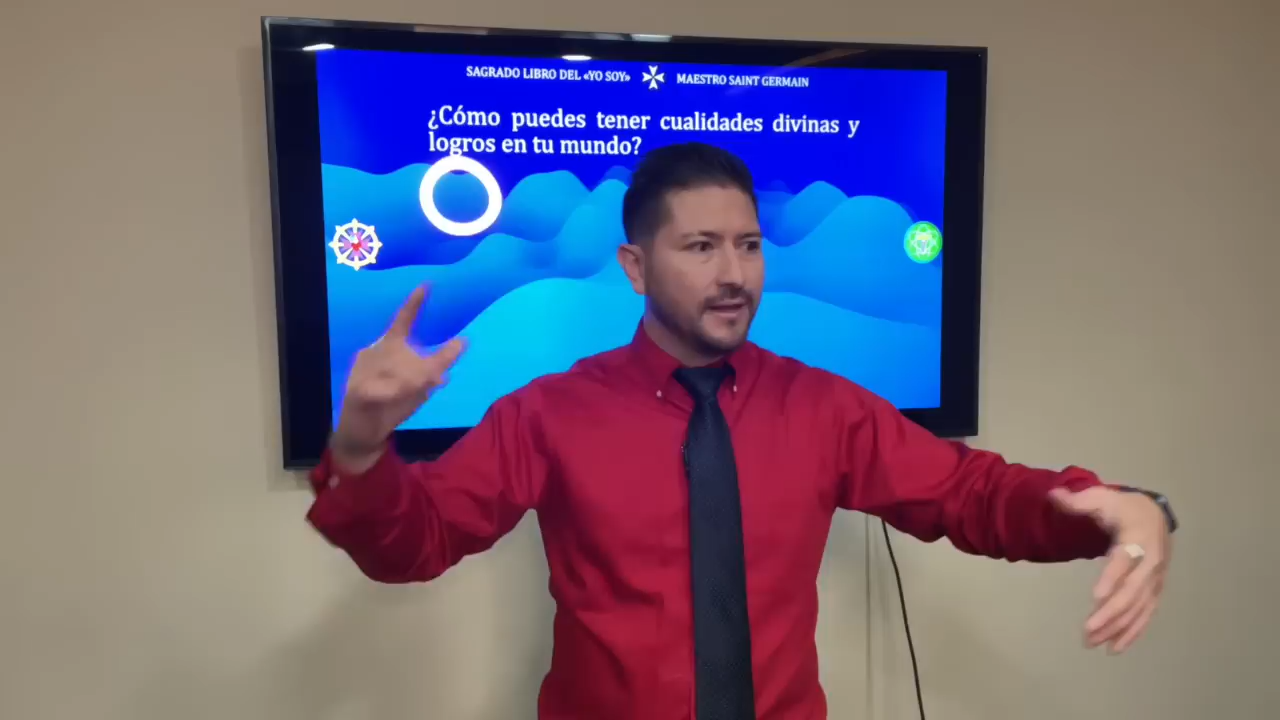 SAGRADO LIBRO DEL «YO SOY» MAESTRO SAINT GERMAIN
¿Cómo puedes tener cualidades divinas y
logros en tu mundo?